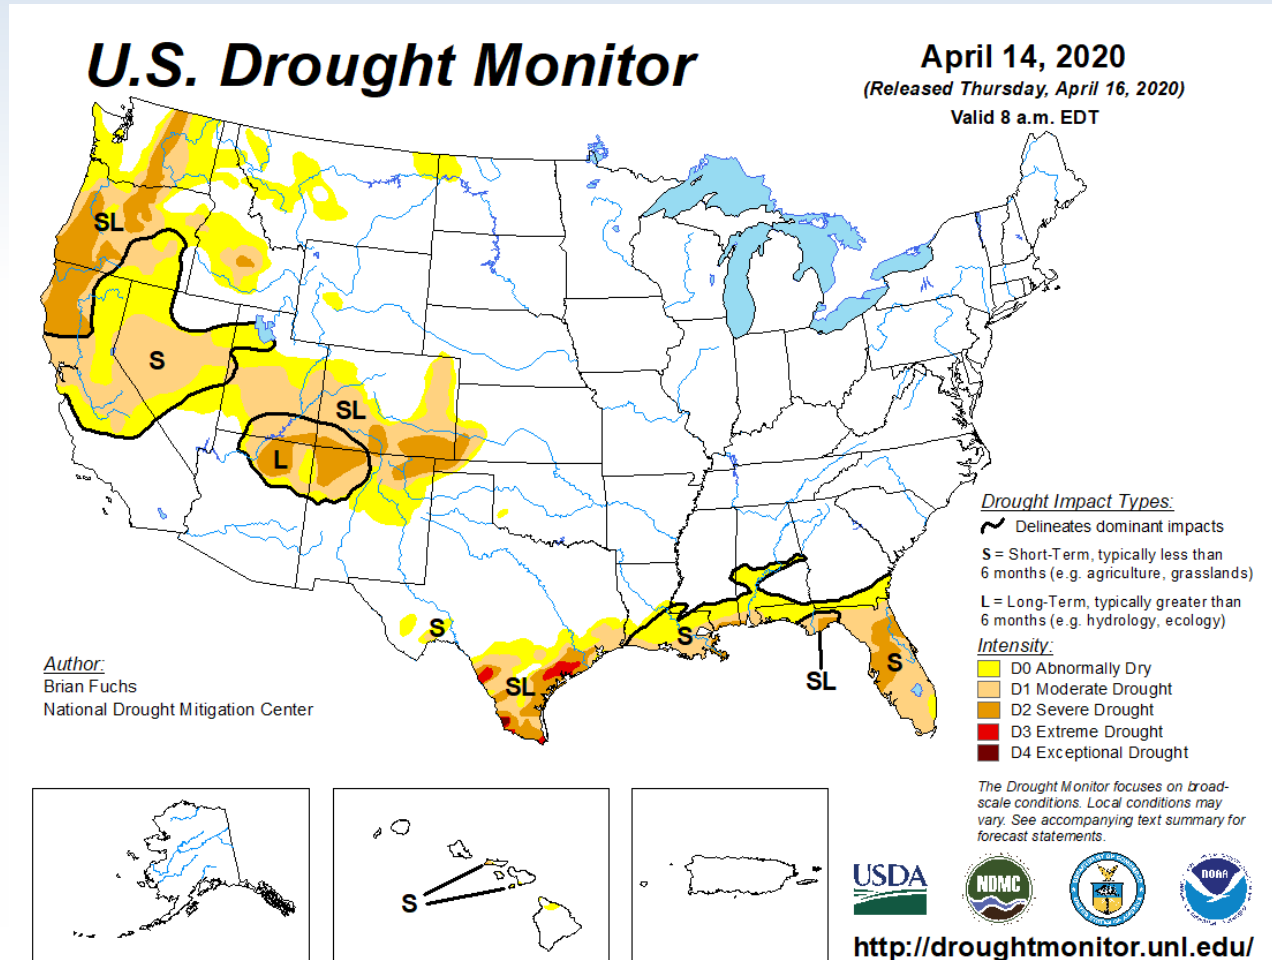 U.S. Drought Monitor
April 14, 2020
(Released Thursday, April 16, 2020)
Valid 8 a.m. EDT
SL
S
SL
L
S
SL
S
SL
S
Drought Impact Types:
Delineates dominant impacts
S = Short-Term, typically less than
6 months (e.g. agriculture, grasslands)
L = Long-Term, typically greater than
6 months (e.g. hydrology, ecology)
Intensity:
D0 Abnormally Dry
D1 Moderate Drought
D2 Severe Drought
D3 Extreme Drought
D4 Exceptional Drought
Author:
Brian Fuchs
National Drought Mitigation Center
The Drought Monitor focuses on broad-
scale conditions. Local conditions may
vary. See accompanying text summary for
forecast statements.
S
USDA
NDMC
NOAA
http://droughtmonitor.unl.edu/